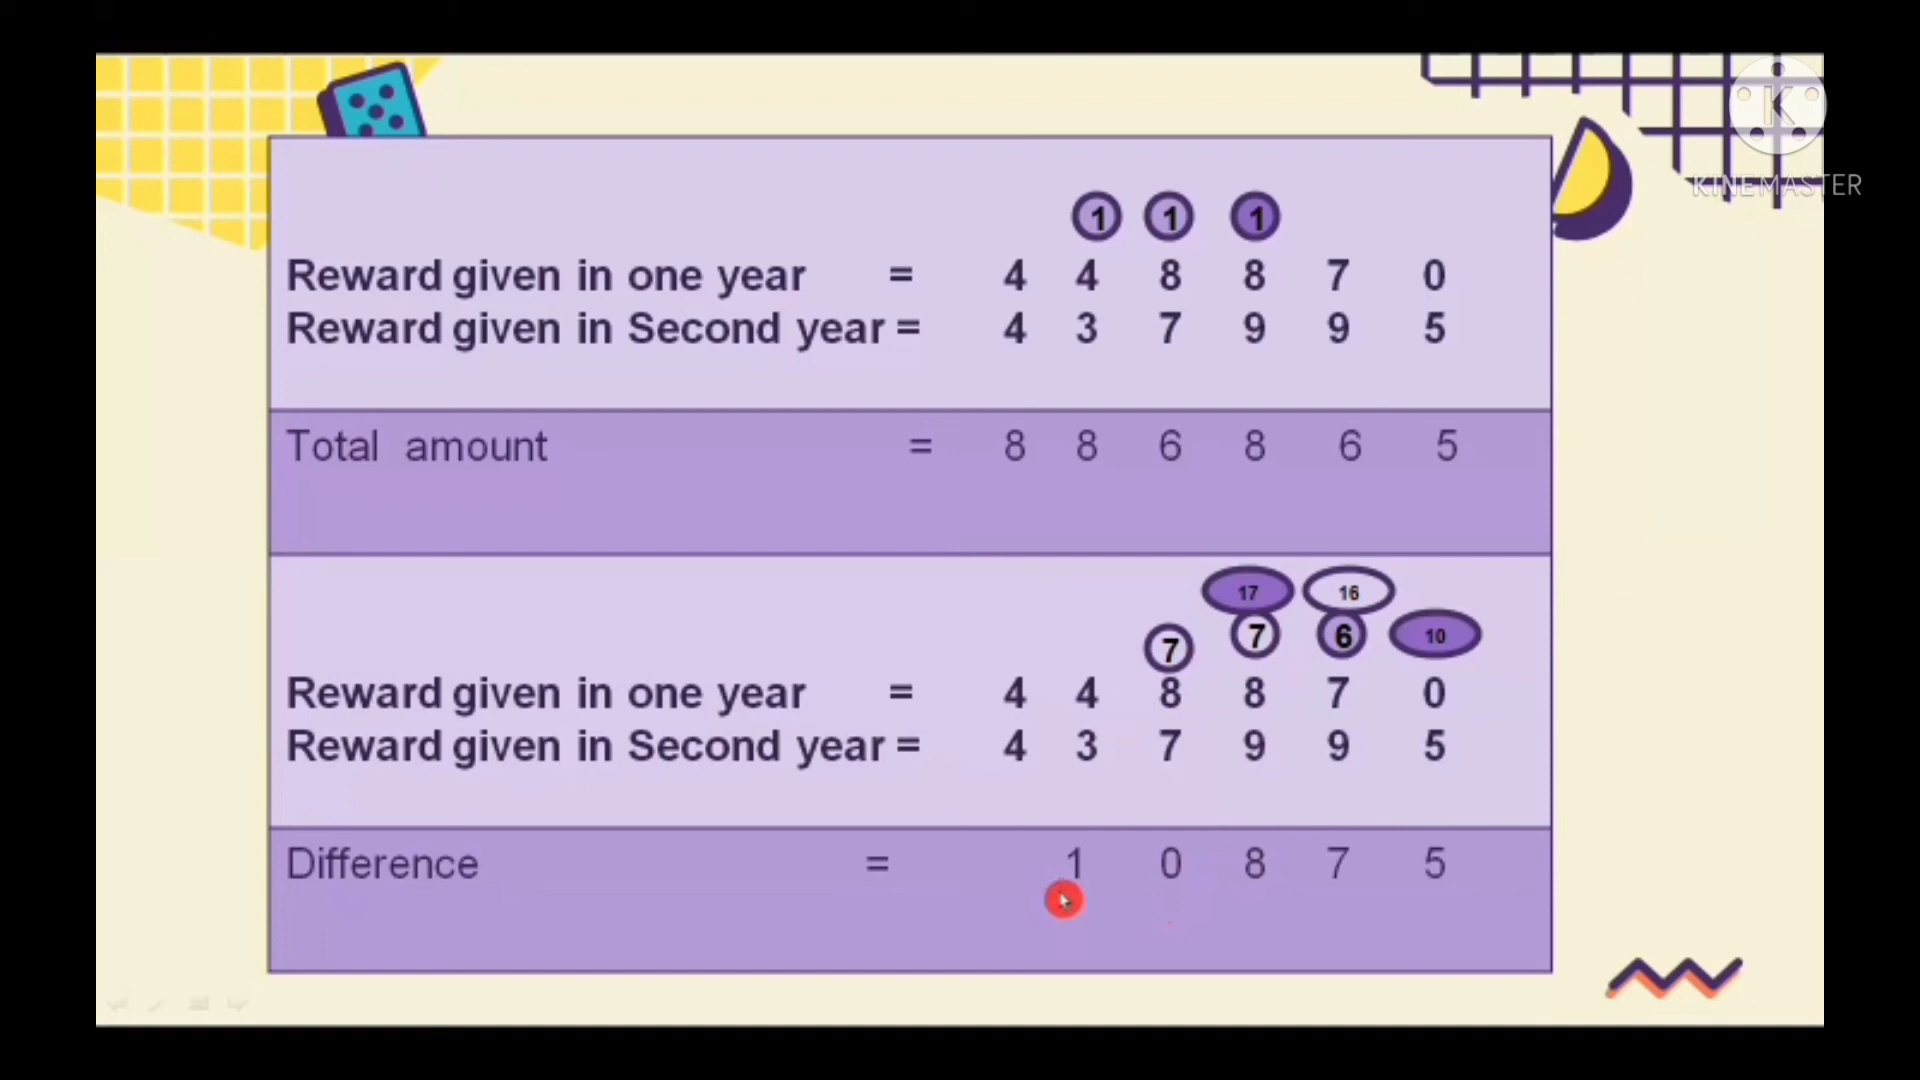 K
KINEMASTER
1 1 1
Reward given in one year = 4 4 8 8 7 0
Reward given in Second year = 4 3 7 9 9 5
Total amount = 8 8 6 8 6 5
17 16
7 7 6 10
Reward given in one year = 4 4 8 8 7 0
Reward given in Second year = 4 3 7 9 9 5
Difference = 1 0 8 7 5